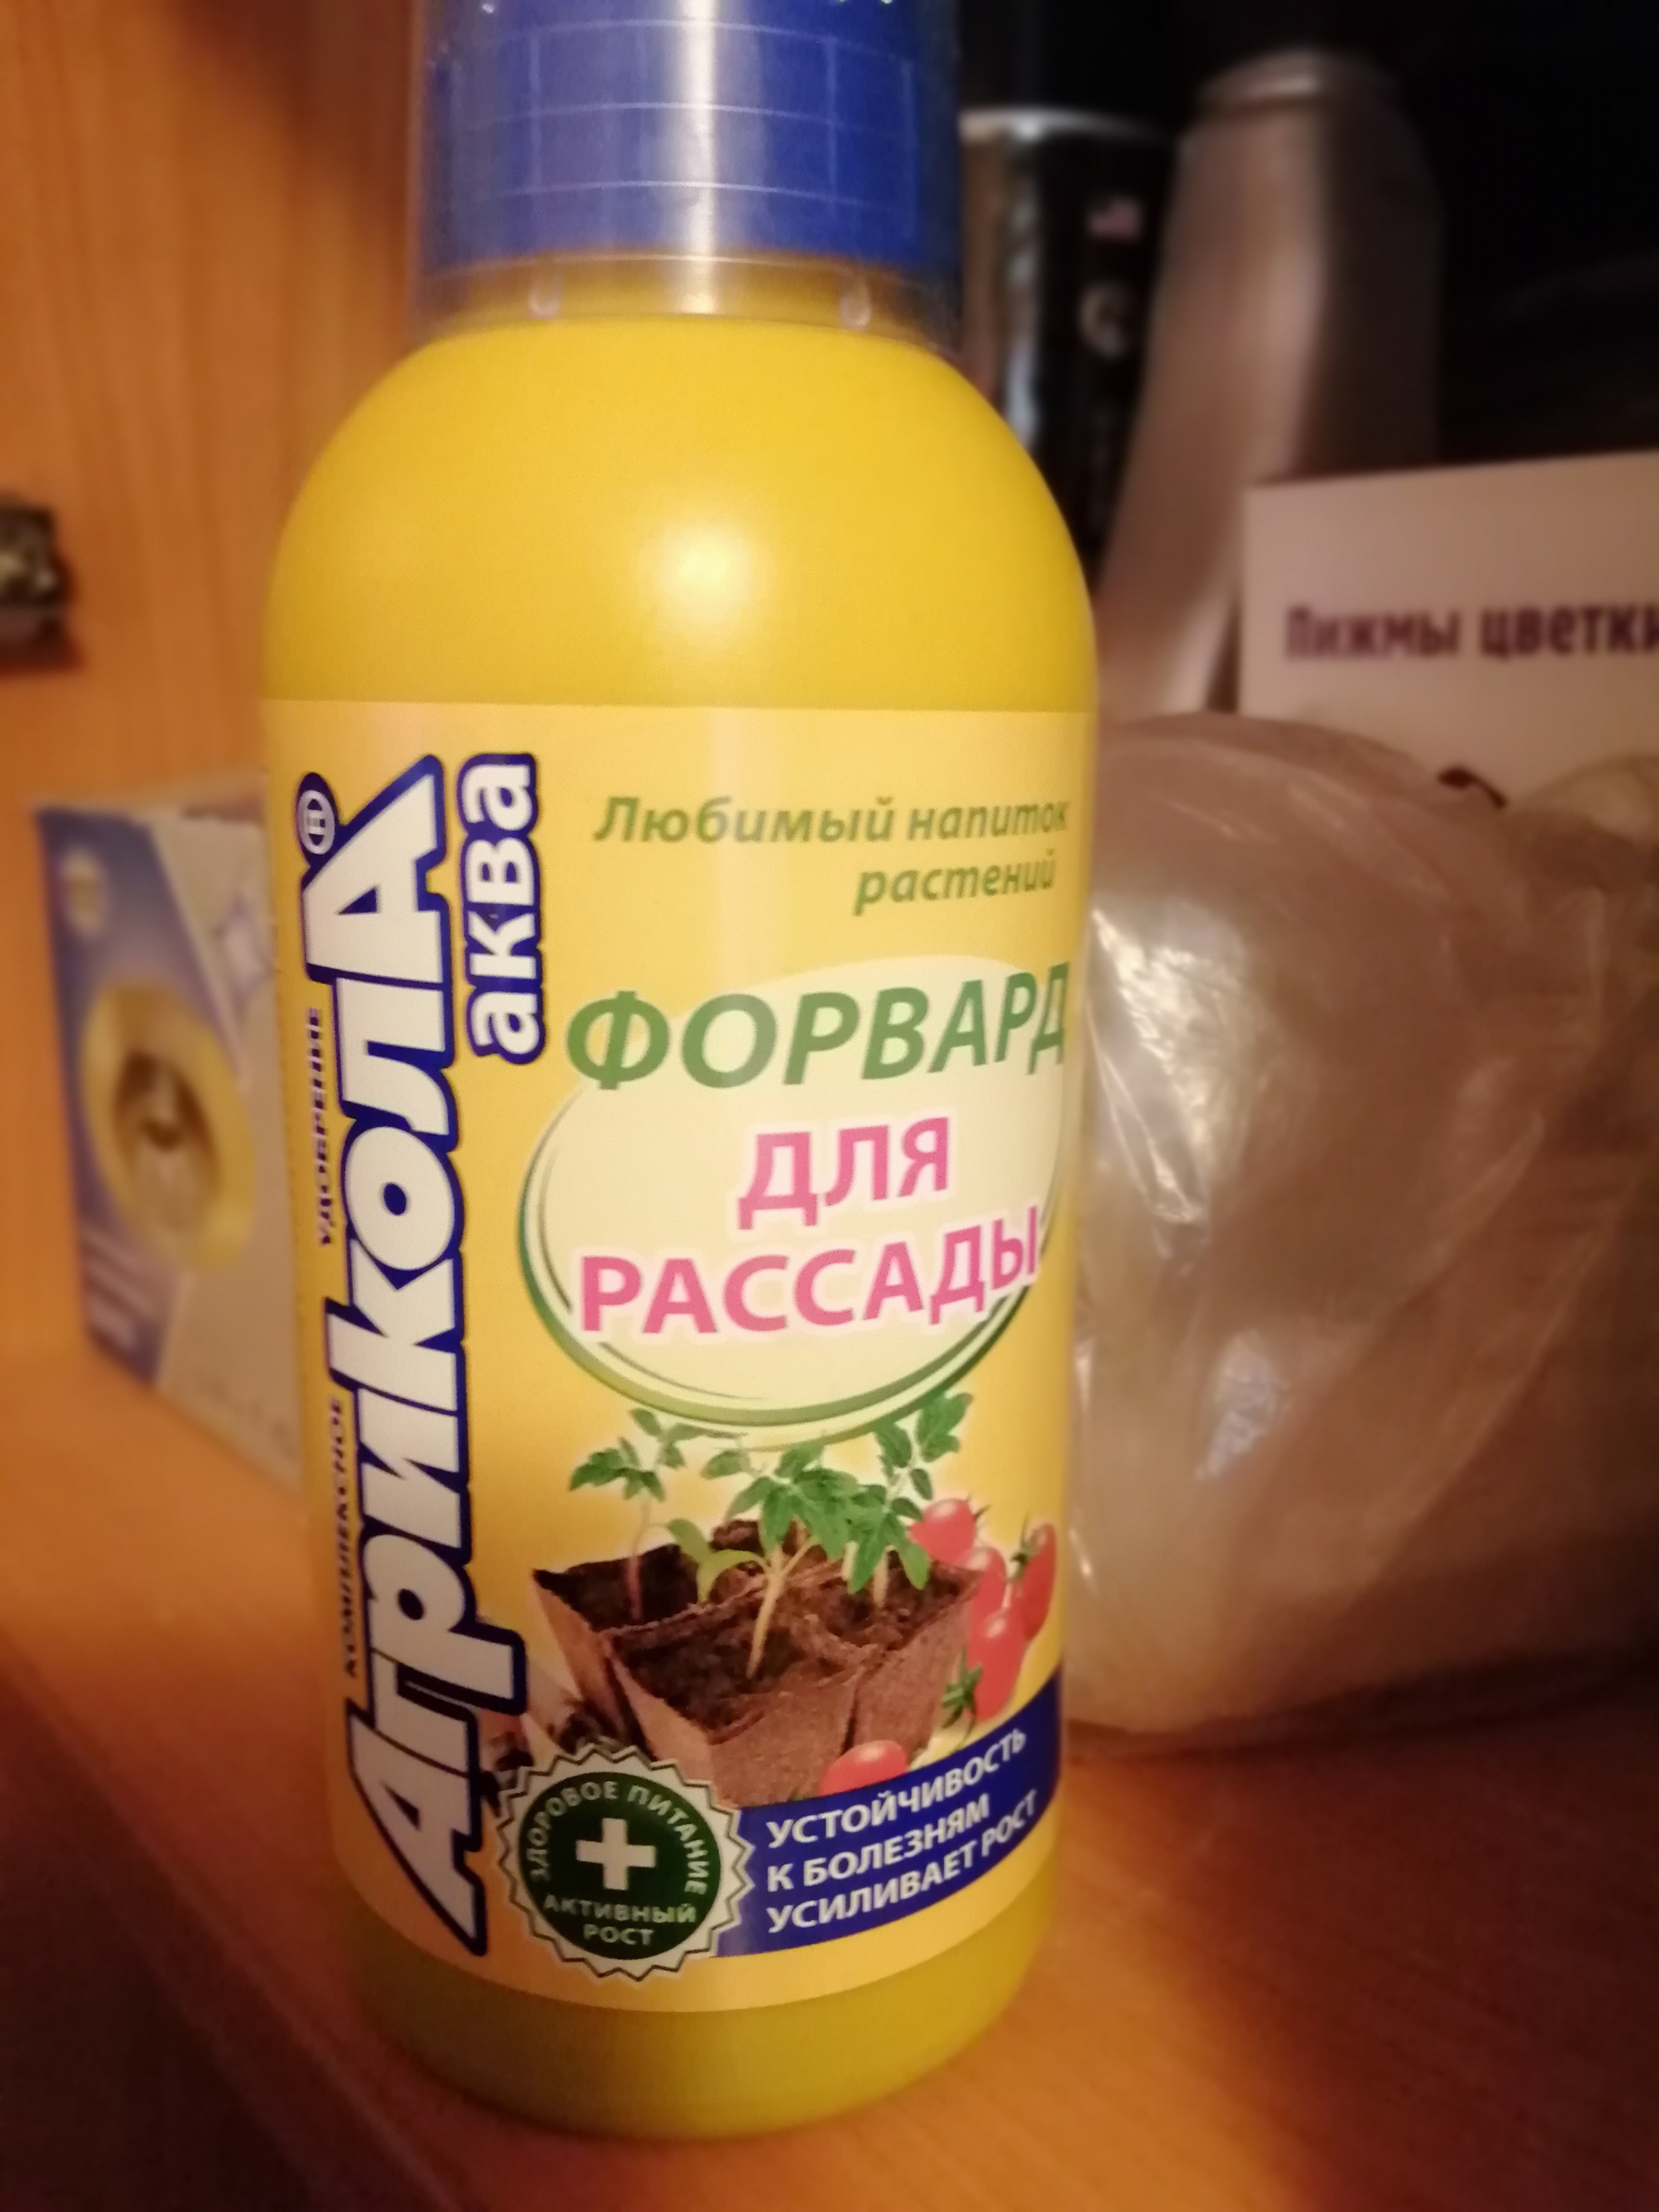 Любимый напиток
растений
КОМПЛЕКСНОЕ УДОБРЕНИЕ
АгриколА®
аква
ФОРВАРД
ДЛЯ
РАССАДЫ
ЗДОРОВОЕ ПИТАНИЕ
АКТИВНЫЙ
РОСТ
УСТОЙЧИВОСТЬ
К БОЛЕЗНЯМ
УСИЛИВАЕТ РОСТ
Пижмы цветки